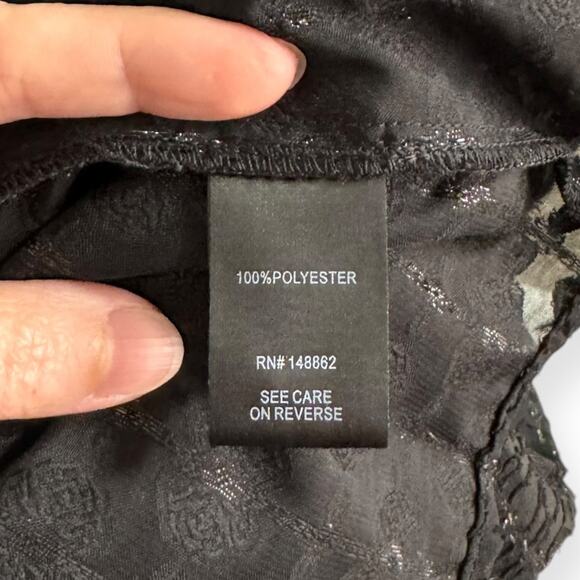 100%POLYESTER
RN# 148862
SEE CARE
ON REVERSE